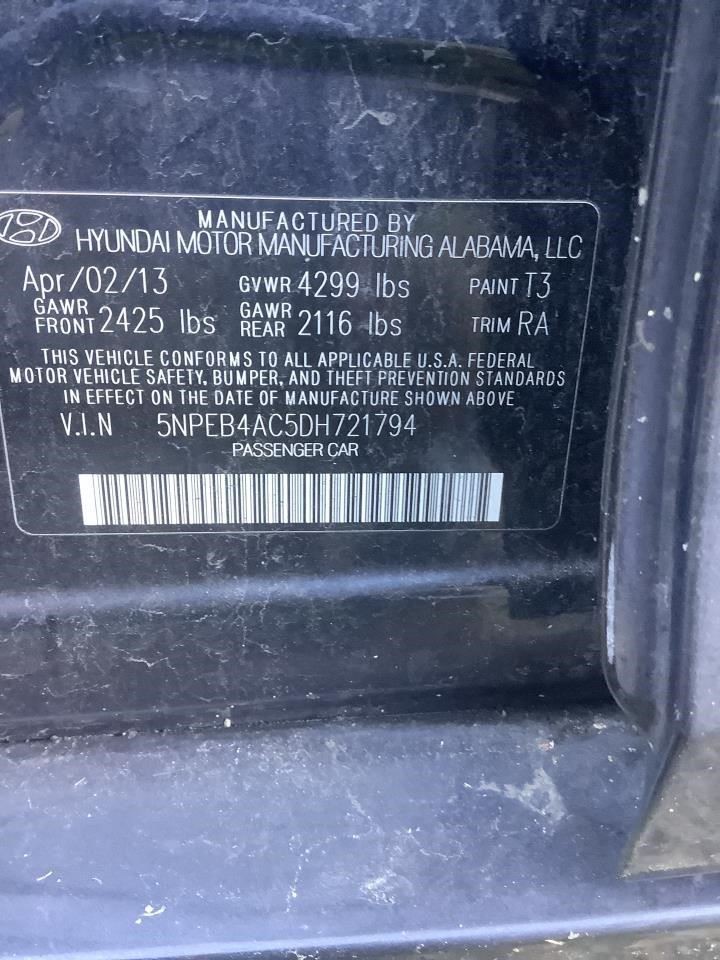 MANUFACTURED BY
HYUNDAI MOTOR MANUFACTURING ALABAMA, LLC
Apr/02/13 GVWR 4299 lbs PAINT T3
GAWR FRONT 2425 lbs GAWR REAR 2116 lbs TRIM RA
THIS VEHICLE CONFORMS TO ALL APPLICABLE U.S.A. FEDERAL
MOTOR VEHICLE SAFETY, BUMPER, AND THEFT PREVENTION STANDARDS
IN EFFECT ON THE DATE OF MANUFACTURE SHOWN ABOVE
V.I.N 5NPEB4AC5DH721794
PASSENGER CAR